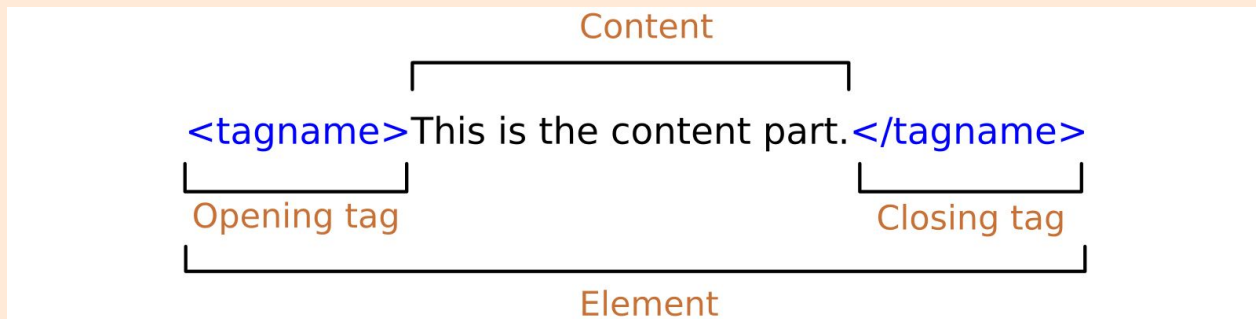 Content
<tagname>This is the content part.</tagname>
Opening tag
Closing tag
Element